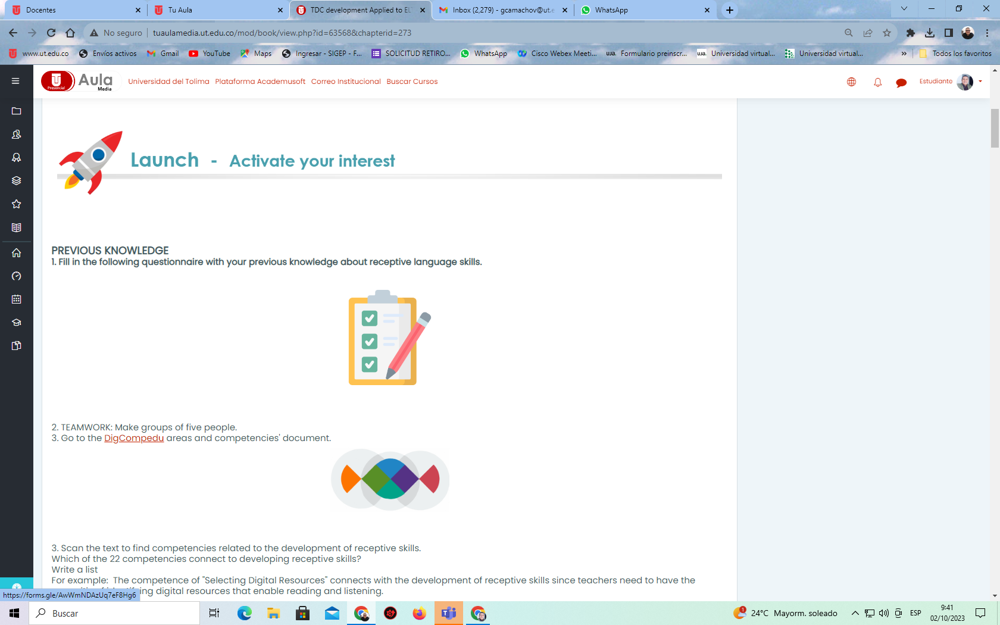 Docentes
Tu Aula
TDC development Applied to EL
Inbox (2,279) - gcamachov@ut.e
WhatsApp
No seguro
tuaulamedia.ut.edu.co/mod/book/view.php?id=63568&chapterid=273
www.ut.edu.co
Envíos activos
Gmail
YouTube
Maps
Ingresar - SIGEP - F...
SOLICITUD RETIRO...
WhatsApp
Cisco Webex Meeti...
Formulario preinscr...
Universidad virtual...
Universidad virtual...
»
Todos los favoritos
Presencial
Aula
Media
Universidad del Tolima
Plataforma Academusoft
Correo Institucional
Buscar Cursos
Estudiante
Launch - Activate your interest
PREVIOUS KNOWLEDGE
1. Fill in the following questionnaire with your previous knowledge about receptive language skills.
2. TEAMWORK: Make groups of five people.
3. Go to the DigCompedu areas and competencies' document.
3. Scan the text to find competencies related to the development of receptive skills.
Which of the 22 competencies connect to developing receptive skills?
Write a list
For example: The competence of "Selecting Digital Resources" connects with the development of receptive skills since teachers need to have the
ing digital resources that enable reading and listening.
https://forms.gle/AwWmNDAzUq7eF8Hg6
Buscar
1
24°C Mayorm. soleado
ESP
9:41
02/10/2023